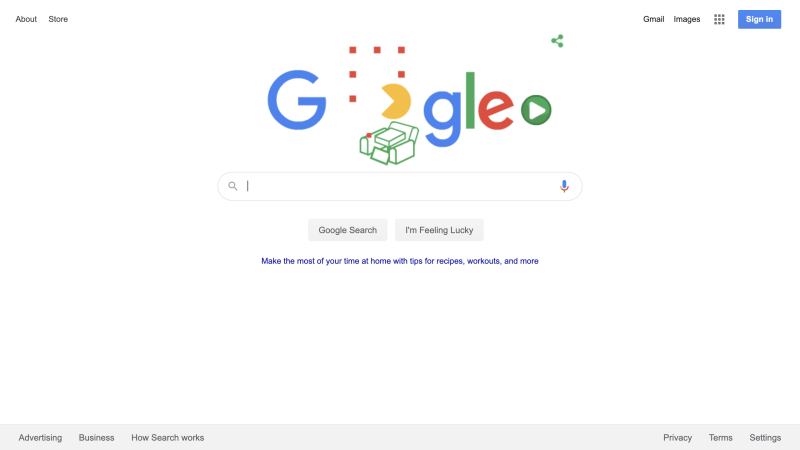 About Store
Gmail Images Sign in
G gle
Google Search I'm Feeling Lucky
Make the most of your time at home with tips for recipes, workouts, and more
Advertising Business How Search works
Privacy Terms Settings